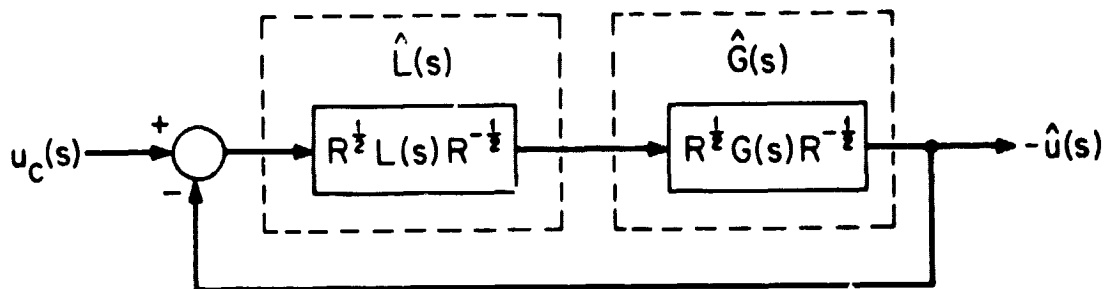 L̂(s)
Ĝ(s)
+
u_c(s)
−
R^½ L(s) R^−½
R^½ G(s) R^−½
-û(s)